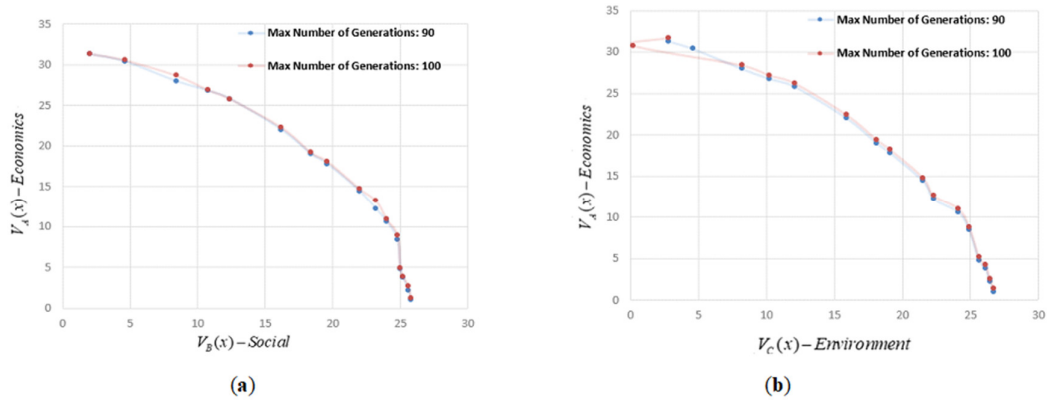 35
30
25
20
15
10
5
0
0 5 10 15 20 25 30
V_A(x) – Economics
V_B(x) – Social
Max Number of Generations: 90
Max Number of Generations: 100
(a)
35
30
25
20
15
10
5
0
0 5 10 15 20 25 30
V_A(x) – Economics
V_C(x) – Environment
Max Number of Generations: 90
Max Number of Generations: 100
(b)